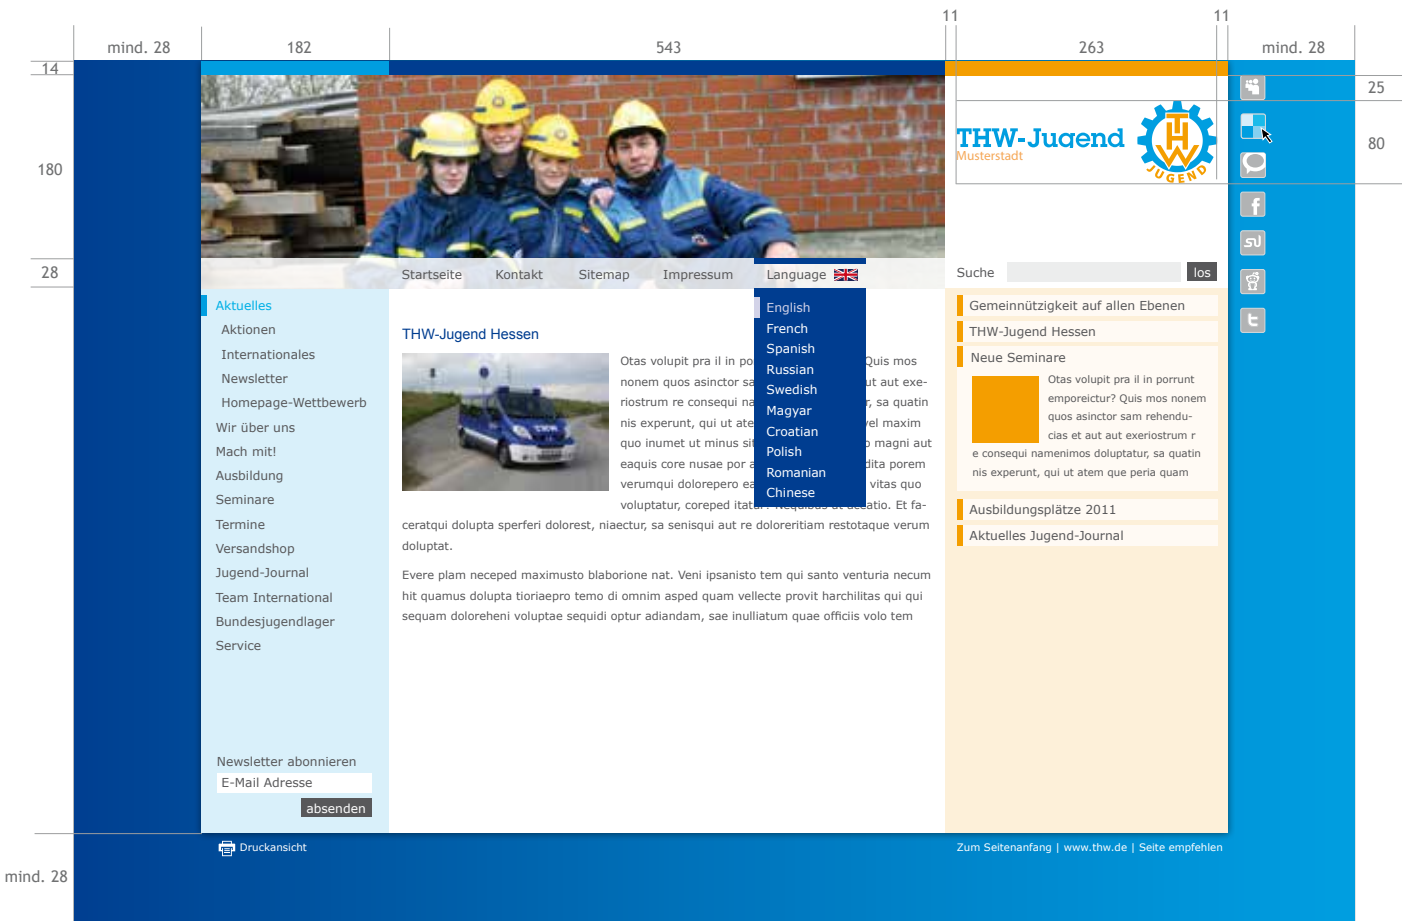 11
11
mind. 28
182
543
263
mind. 28
14
25
180
80
28
THW-Jugend
Musterstadt
THW
JUGEND
Startseite
Kontakt
Sitemap
Impressum
Language
Suche
los
Aktuelles
Aktionen
Internationales
Newsletter
Homepage-Wettbewerb
Wir über uns
Mach mit!
Ausbildung
Seminare
Termine
Versandshop
Jugend-Journal
Team International
Bundesjugendlager
Service
Newsletter abonnieren
E-Mail Adresse
absenden
English
French
Spanish
Russian
Swedish
Magyar
Croatian
Polish
Romanian
Chinese
THW-Jugend Hessen
Otas volupit pra il in po Quis mos
nonem quos asinctor sa ut aut exe-
riostrum re consequi na r, sa quatin
nis experunt, qui ut ate vel maxim
quo inumet ut minus sit o magni aut
eaquis core nusae por a dita porem
verumqui dolorepero ea vitas quo
voluptatur, coreped itat atio. Et fa-
ceratqui dolupta sperferi dolorest, niaectur, sa senisqui aut re doloreritiam restotaque verum
doluptat.
Evere plam neceped maximusto blaborione nat. Veni ipsanisto tem qui santo venturia necum
hit quamus dolupta tioriaepro temo di omnim asped quam vellecte provit harchilitas qui qui
sequam doloreheni voluptae sequidi optur adiandam, sae inulliatum quae officiis volo tem
Gemeinnützigkeit auf allen Ebenen
THW-Jugend Hessen
Neue Seminare
Otas volupit pra il in porrunt
emporeictur? Quis mos nonem
quos asinctor sam rehendu-
cias et aut aut exeriostrum r
e consequi namenimos doluptatur, sa quatin
nis experunt, qui ut atem que peria quam
Ausbildungsplätze 2011
Aktuelles Jugend-Journal
Druckansicht
Zum Seitenanfang | www.thw.de | Seite empfehlen
mind. 28